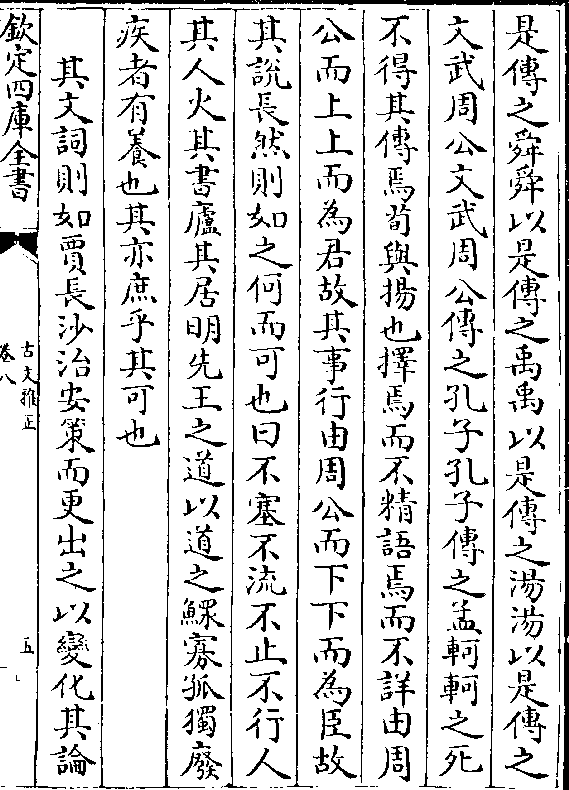 是傳之舜舜以是傳之禹禹以是傳之湯湯以是傳之
文武周公文武周公傳之孔子孔子傳之孟軻軻之死
不得其傳焉荀與揚也擇焉而不精語焉而不詳由周
公而上上而為君故其事行由周公而下下而為臣故
其說長然則如之何而可也曰不塞不流不止不行人
其人火其書廬其居明先王之道以道之鰥寡孤獨廢
疾者有養也其亦庶乎其可也
其文詞則如賈長沙治安策而更出之以變化其論
欽定四庫全書
古文雅正
卷八
五